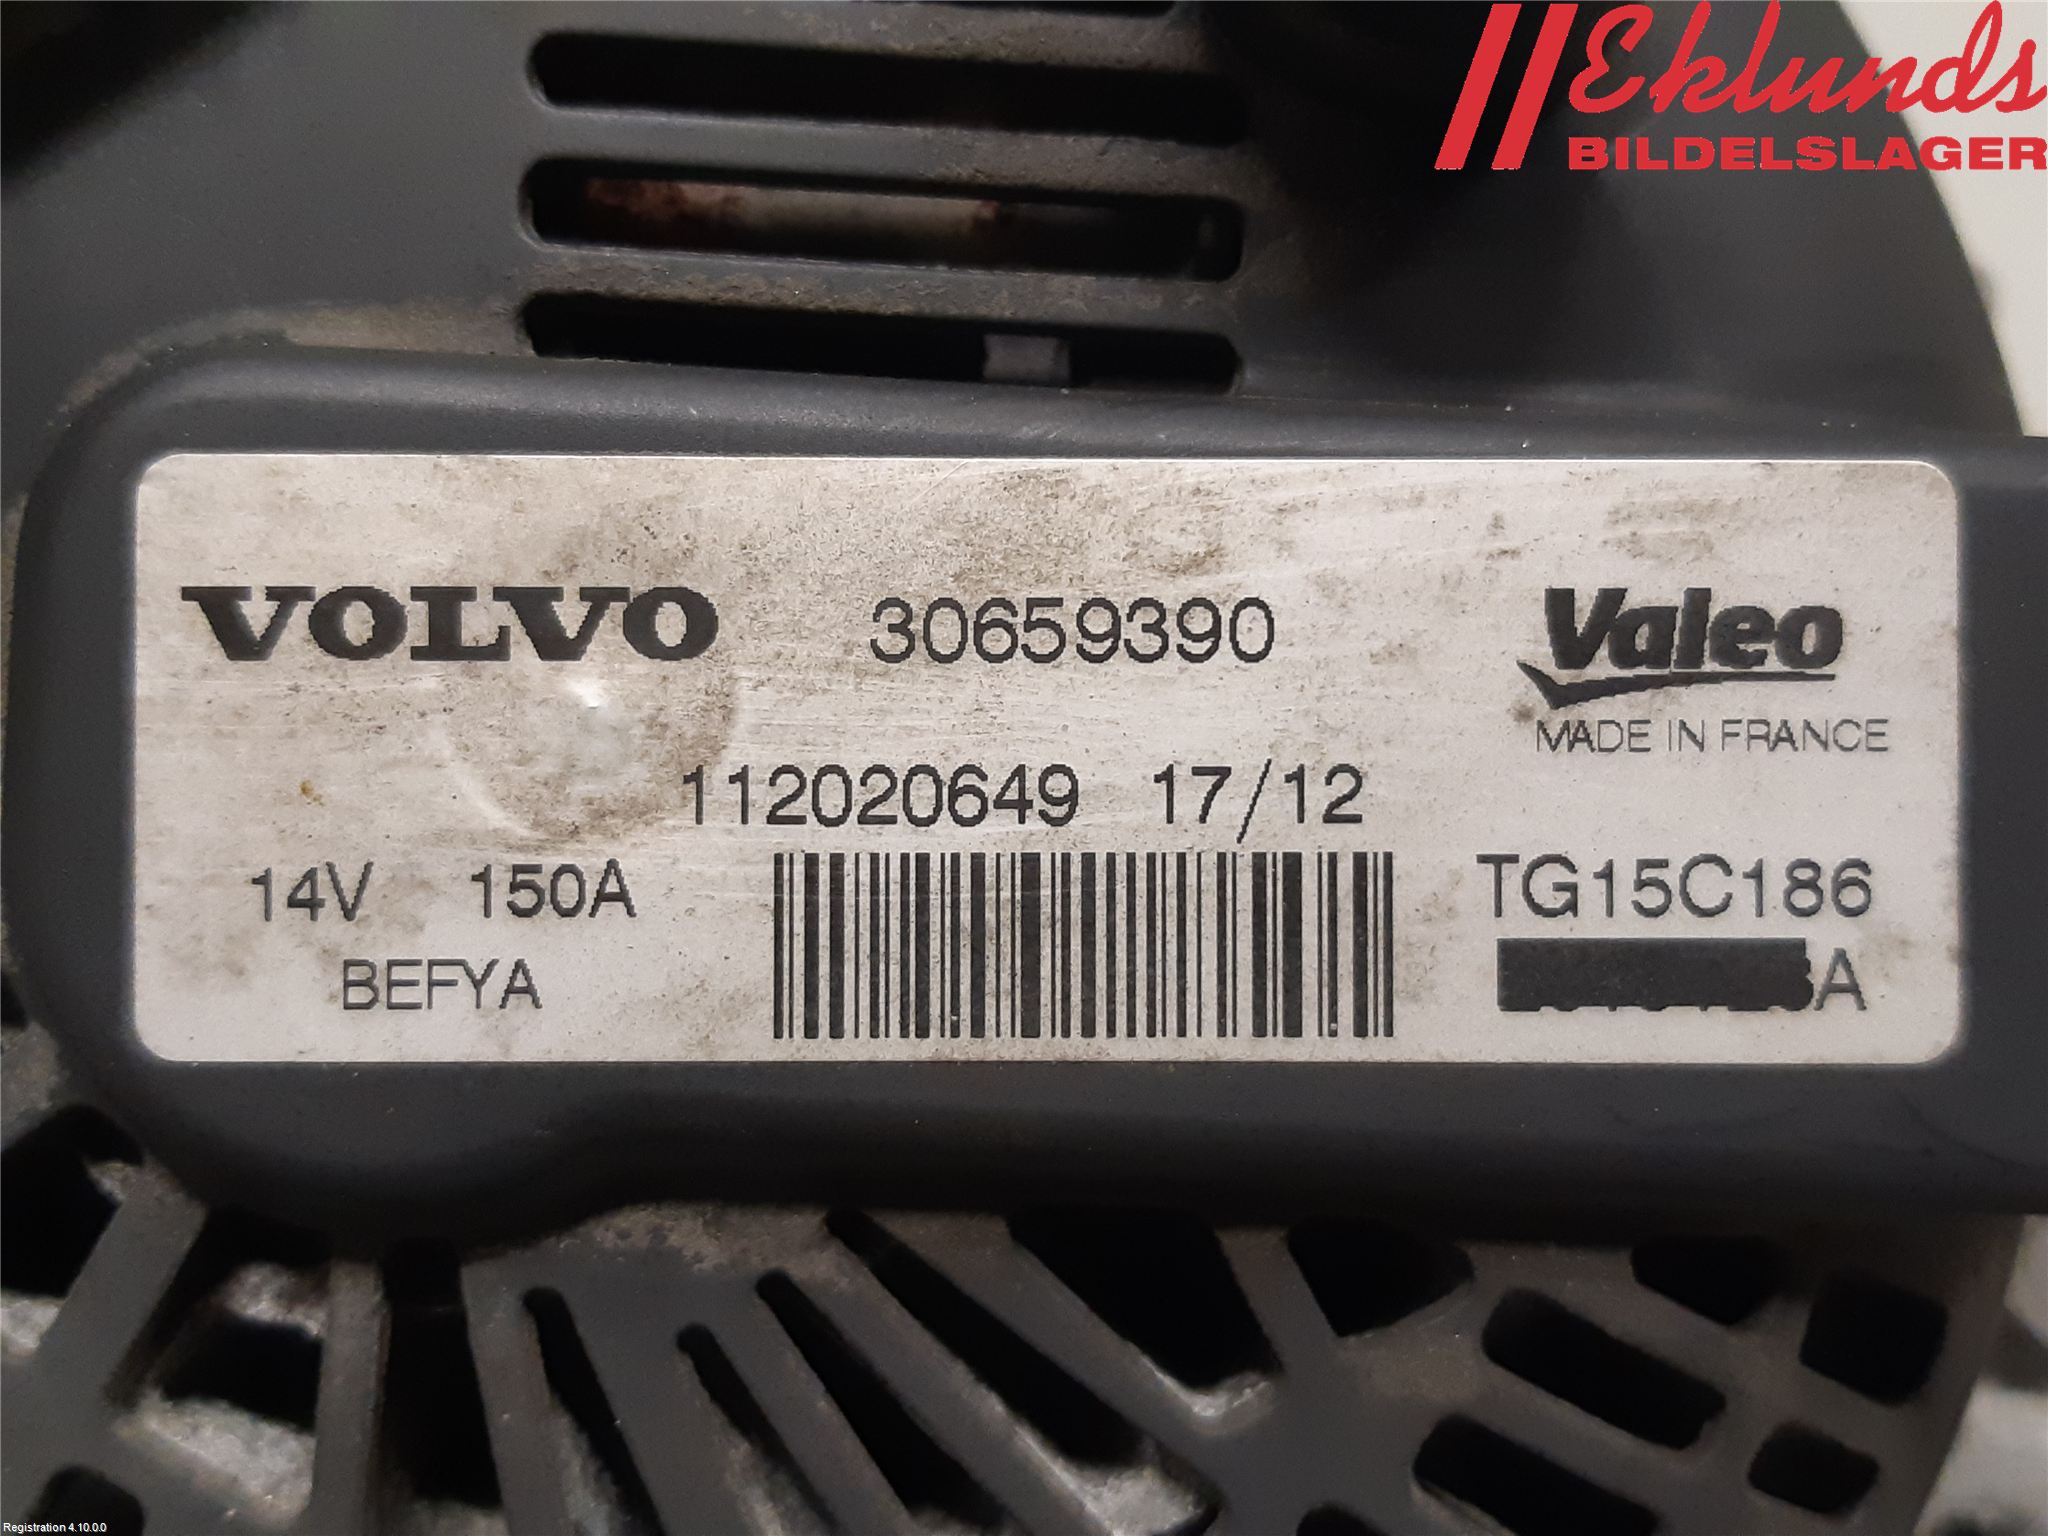 Eklunds
BILDELSLAGER
VOLVO 30659390 Valeo
MADE IN FRANCE
112020649 17/12
14V 150A TG15C186
BEFYA
Registration 4.10.0.0